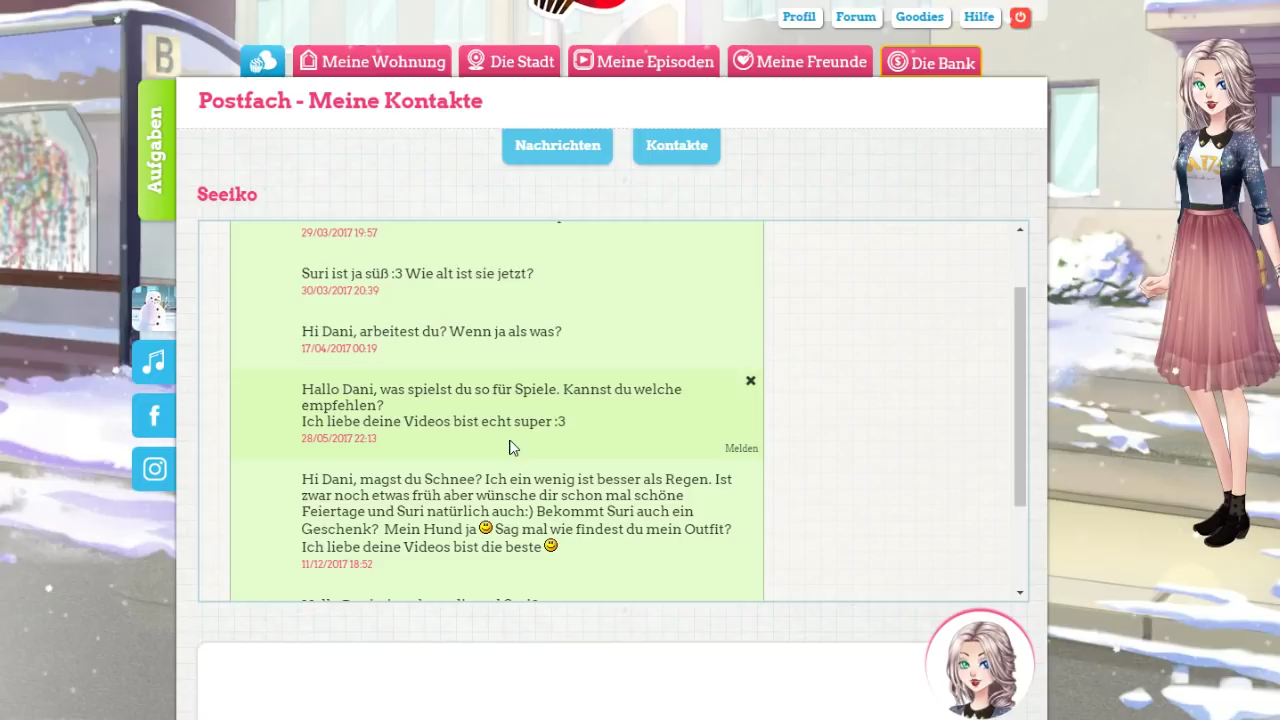 Profil
Forum
Goodies
Hilfe
B
Meine Wohnung
Die Stadt
Meine Episoden
Meine Freunde
Die Bank
Aufgaben
Postfach - Meine Kontakte
Nachrichten
Kontakte
Seeiko
29/03/2017 19:57
Suri ist ja süß :3 Wie alt ist sie jetzt?
30/03/2017 20:39
Hi Dani, arbeitest du? Wenn ja als was?
17/04/2017 00:19
Hallo Dani, was spielst du so für Spiele. Kannst du welche
empfehlen?
Ich liebe deine Videos bist echt super :3
28/05/2017 22:13
Melden
Hi Dani, magst du Schnee? Ich ein wenig ist besser als Regen. Ist
zwar noch etwas früh aber wünsche dir schon mal schöne
Feiertage und Suri natürlich auch:) Bekommt Suri auch ein
Geschenk? Mein Hund ja Sag mal wie findest du mein Outfit?
Ich liebe deine Videos bist die beste
11/12/2017 18:52